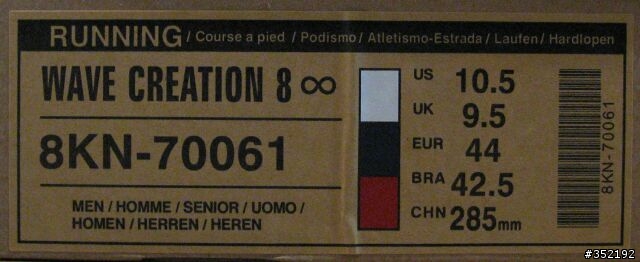 RUNNING / Course a pied / Podismo / Atletismo-Estrada / Laufen / Hardlopen
WAVE CREATION 8 ∞
8KN-70061
MEN / HOMME / SENIOR / UOMO /
HOMEN / HERREN / HEREN
US 10.5
UK 9.5
EUR 44
BRA 42.5
CHN 285mm
8KN-70061
#352192